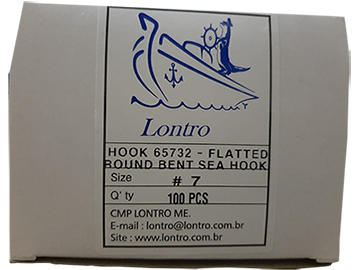 Lontro
HOOK 65732 - FLATTED
ROUND BENT SEA HOOK
Size # 7
Q' ty 100 PCS
CMP LONTRO ME.
E-mail : lontro@lontro.com.br
Site : www.lontro.com.br